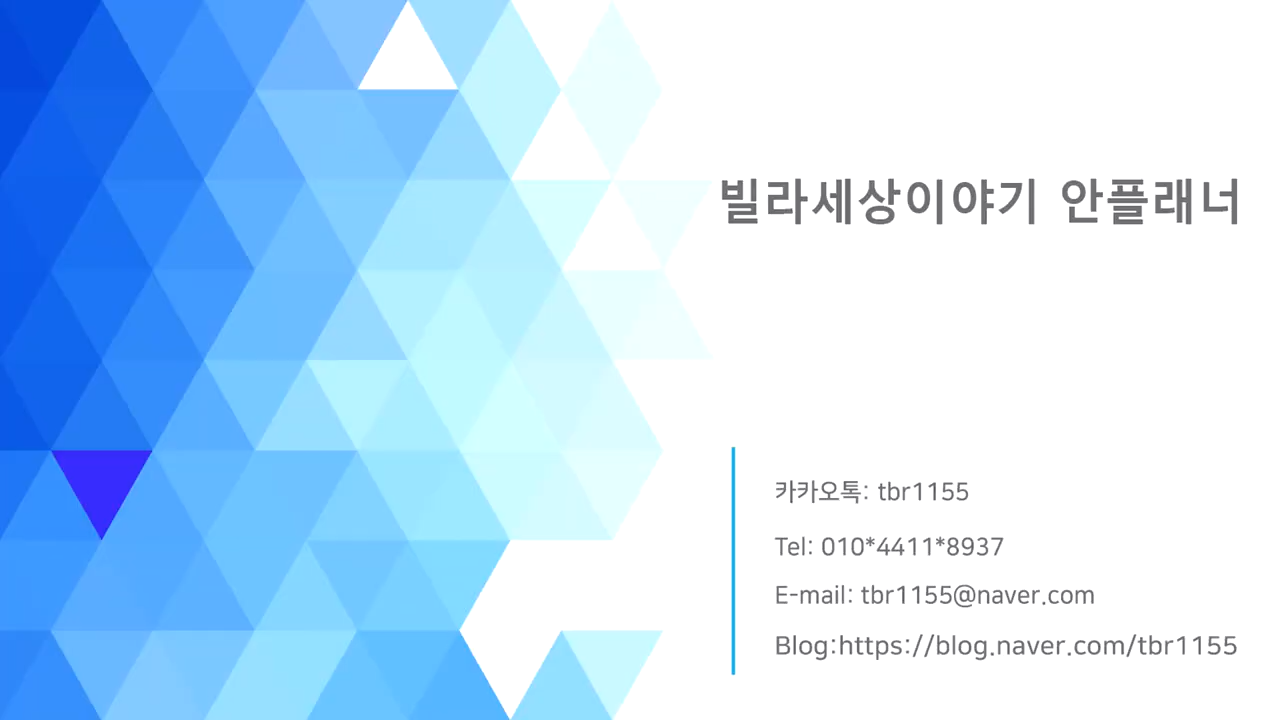 빌라세상이야기 안플래너
카카오톡: tbr1155
Tel: 010*4411*8937
E-mail: tbr1155@naver.com
Blog:https://blog.naver.com/tbr1155